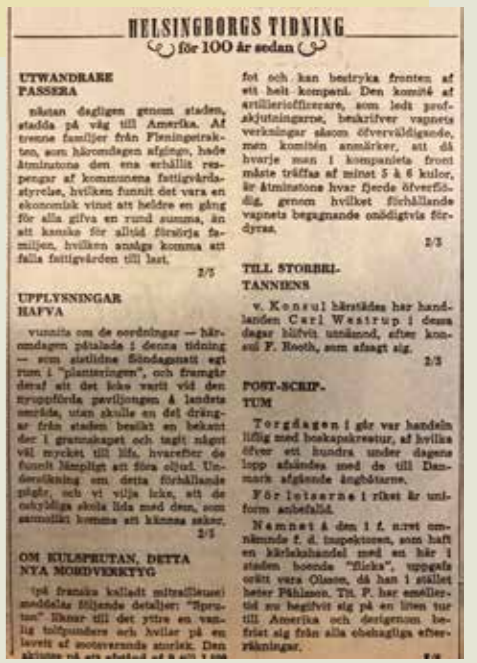 HELSINGBORGS TIDNING
för 100 år sedan
UTWANDRARE
PASSERA
nästan dagligen genom staden,
stadda på väg till Amerika. Af
trenne familjer från Fleningetrak-
ten, som häromdagen afgingo, hade
åtminstone den ena erhållit res-
pengar af kommunens fattigvårds-
styrelse, hvilken funnit det vara en
ekonomisk vinst att heldre en gång
för alla gifva en rund summa, än
att kanske för alltid försörja fa-
miljen, hvilken ansågs komma att
falla fattigvården till last.
2/3
UPPLYSNINGAR
HAFVA
vunnits om de oordningar — här-
omdagen påtalade i denna tidning
— som sistlidne Söndagsnatt egt
rum i "planteringen", och framgår
deraf att det icke varit vid den
nyuppförda paviljongen å landets
område, utan skulle en del dräng-
ar från staden besökt en bekant
der i grannskapet och tagit något
väl mycket till lifs, hvarefter de
funnit lämpligt att föra oljud. Un-
dersökning om detta förhållande
pågår, och vi vilja icke, att de
oskyldiga skola lida med dem, som
sannolikt komma att kännas saker.
2/3
OM KULSPRUTAN, DETTA
NYA MORDVERKTYG
(på franska kalladt mitrailleuse)
meddelas följande detaljer: "Spru-
tan" liknar till det yttre en van-
lig tolfpundare och hvilar på en
lavett af motsvarande storlek. Den
fot och kan bestryka fronten af
ett helt kompani. Den komité af
artilleriofficerare, som ledt prof-
skjutningarne, beskrifver vapnets
verkningar såsom öfverväldigande,
men komitén anmärker, att då
hvarje man i kompaniets front
måste träffas af minst 5 à 6 kulor,
är åtminstone hvar fjerde öfverflö-
dig, genom hvilket förhållande
vapnets begagnande onödigtvis för-
dyras.
2/3
TILL STORBRI-
TANNIENS
v. Konsul härstädes har hand-
landen Carl Westrup i dessa
dagar blifvit utnämnd, efter kon-
sul F. Rooth, som afsagt sig.
2/3
POST-SCRIP-
TUM
Torgdagen i går var handeln
liflig med boskapskreatur, af hvilka
öfver ett hundra under dagens
lopp afsändes med de till Dan-
mark afgående ångbåtarne.
För lotsarne i riket är uni-
form anbefalld.
Namnet å den i f. n:ret om-
nämnde f. d. inspektoren, som haft
en kärlekshandel med en här i
staden boende "flicka", uppgafs
orätt vara Olsson, då han i stället
heter Påhlsson. Tit. P. har emeller-
tid nu begifvit sig på en liten tur
till Amerika och derigenom be-
friat sig från alla obehagliga efter-
räkningar.